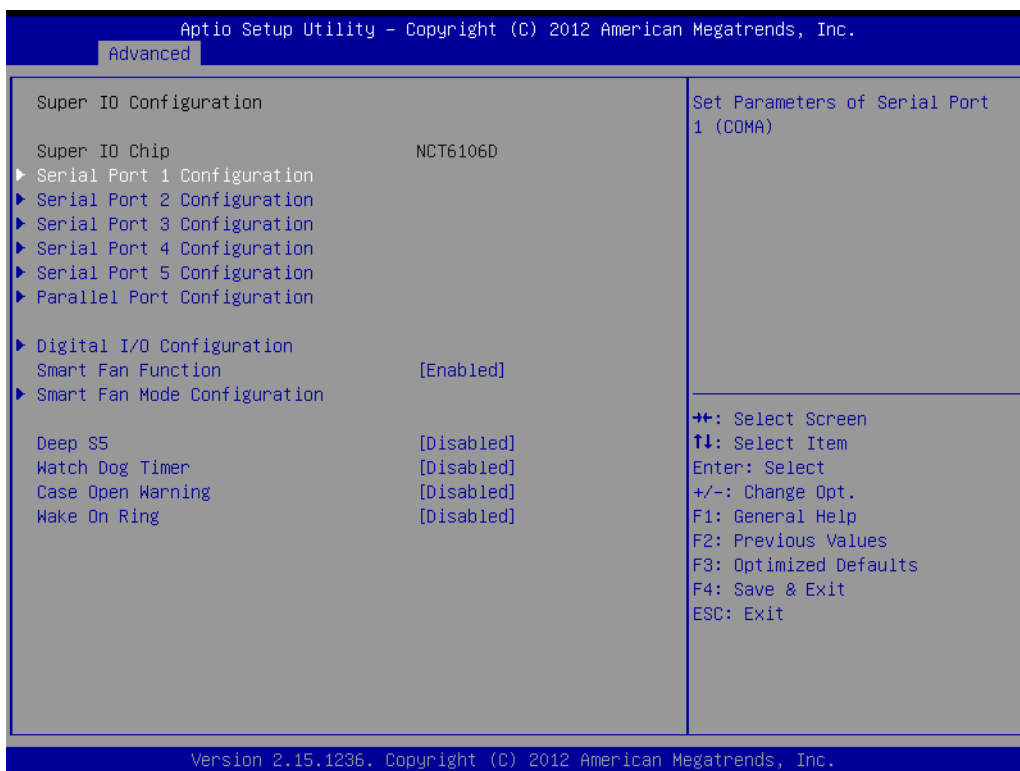 Aptio Setup Utility – Copyright (C) 2012 American Megatrends, Inc.
Advanced
Super IO Configuration
Super IO Chip NCT6106D
▶ Serial Port 1 Configuration
▶ Serial Port 2 Configuration
▶ Serial Port 3 Configuration
▶ Serial Port 4 Configuration
▶ Serial Port 5 Configuration
▶ Parallel Port Configuration
▶ Digital I/O Configuration
Smart Fan Function [Enabled]
▶ Smart Fan Mode Configuration
Deep S5 [Disabled]
Watch Dog Timer [Disabled]
Case Open Warning [Disabled]
Wake On Ring [Disabled]
Set Parameters of Serial Port
1 (COMA)
→←: Select Screen
↑↓: Select Item
Enter: Select
+/-: Change Opt.
F1: General Help
F2: Previous Values
F3: Optimized Defaults
F4: Save & Exit
ESC: Exit
Version 2.15.1236. Copyright (C) 2012 American Megatrends, Inc.